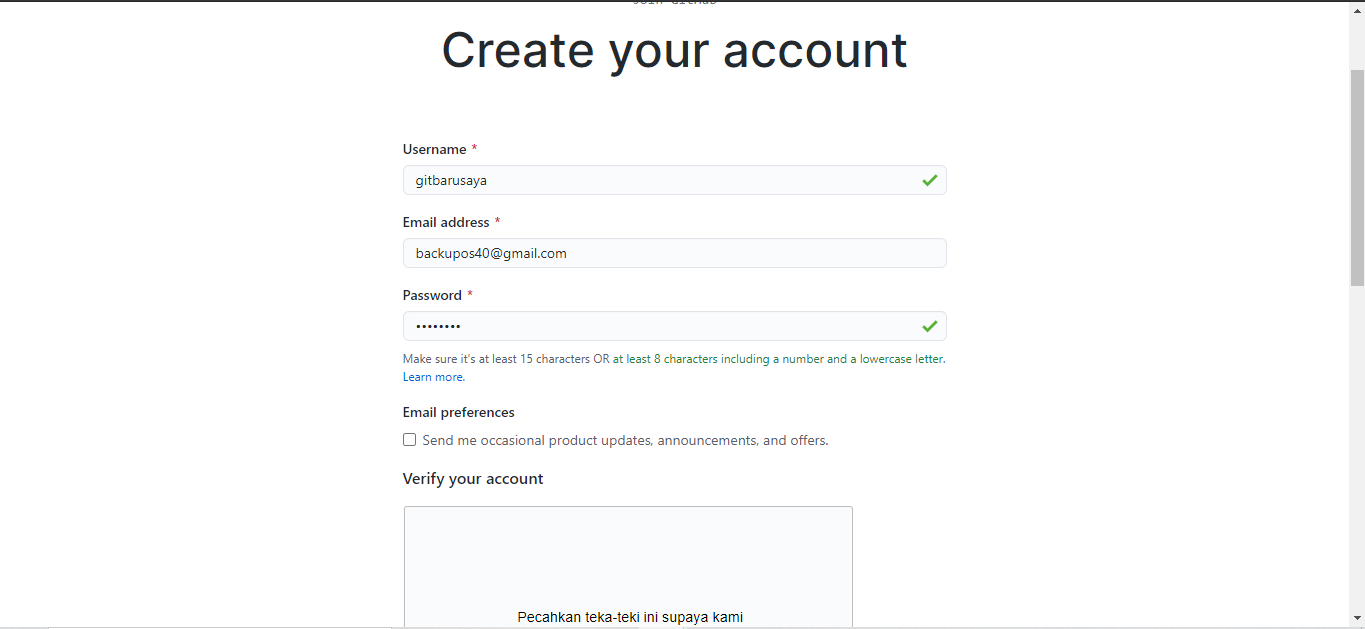 Join GitHub
Create your account
Username *
gitbarusaya
Email address *
backupos40@gmail.com
Password *
••••••••
Make sure it's at least 15 characters OR at least 8 characters including a number and a lowercase letter.
Learn more.
Email preferences
Send me occasional product updates, announcements, and offers.
Verify your account
Pecahkan teka-teki ini supaya kami